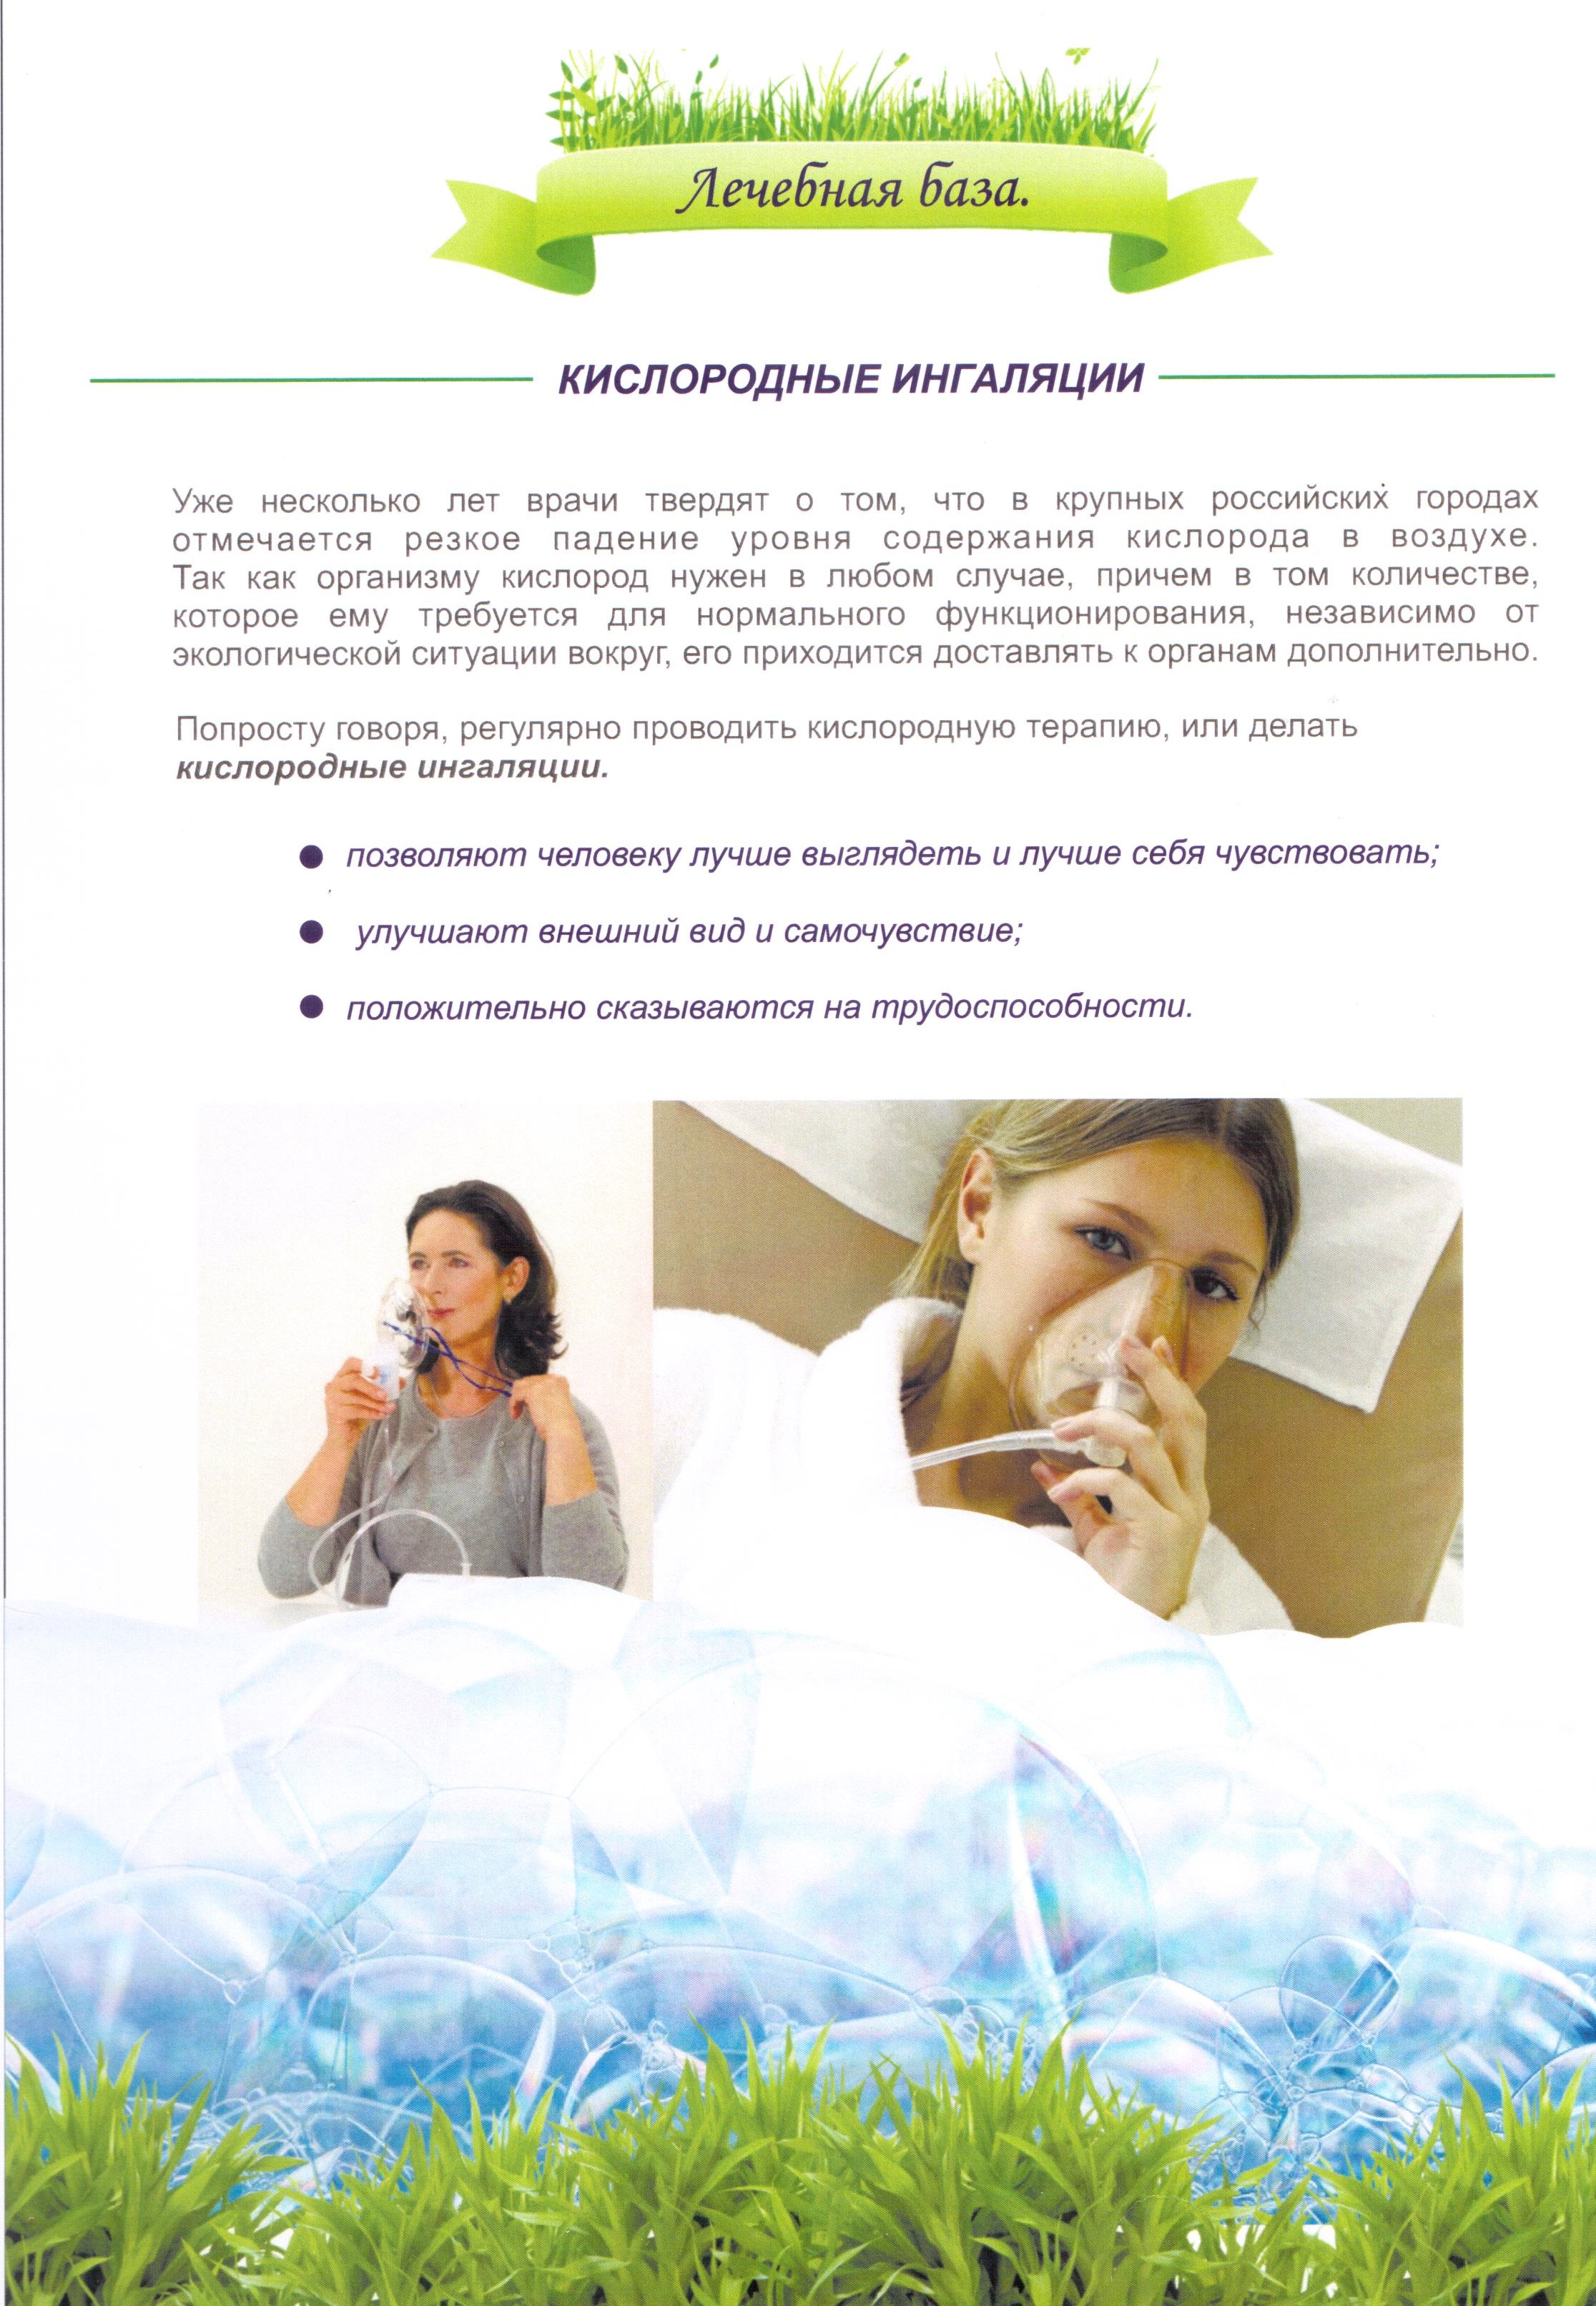 Лечебная база.
КИСЛОРОДНЫЕ ИНГАЛЯЦИИ
Уже несколько лет врачи твердят о том, что в крупных российских городах
отмечается резкое падение уровня содержания кислорода в воздухе.
Так как организму кислород нужен в любом случае, причем в том количестве,
которое ему требуется для нормального функционирования, независимо от
экологической ситуации вокруг, его приходится доставлять к органам дополнительно.
Попросту говоря, регулярно проводить кислородную терапию, или делать
кислородные ингаляции.
● позволяют человеку лучше выглядеть и лучше себя чувствовать;
● улучшают внешний вид и самочувствие;
● положительно сказываются на трудоспособности.